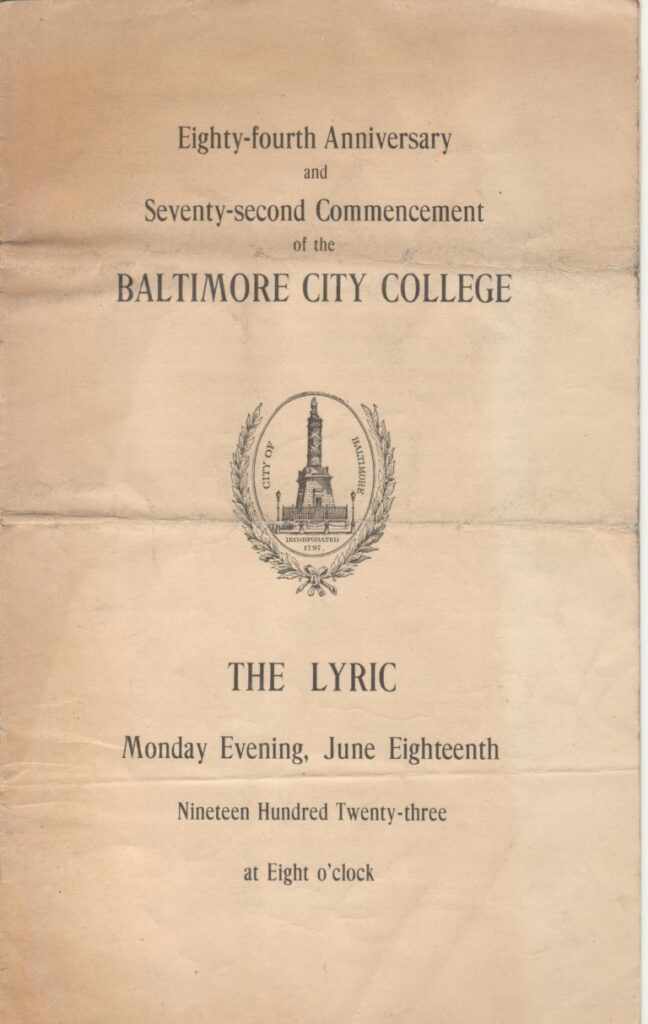 Eighty-fourth Anniversary
and
Seventy-second Commencement
of the
BALTIMORE CITY COLLEGE
CITY OF BALTIMORE
INCORPORATED
1797.
THE LYRIC
Monday Evening, June Eighteenth
Nineteen Hundred Twenty-three
at Eight o'clock